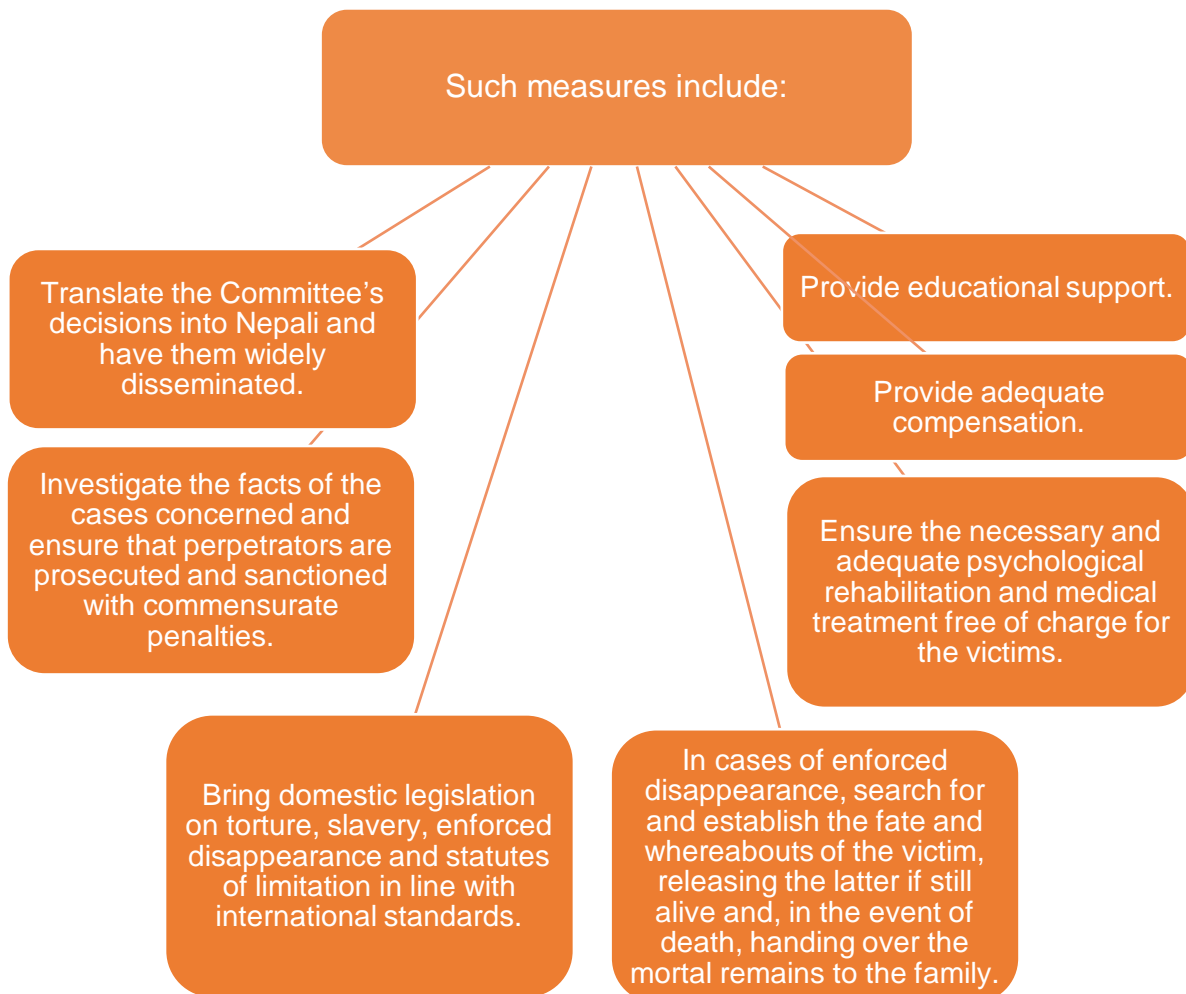 Such measures include:
Translate the Committee’s
decisions into Nepali and
have them widely
disseminated.
Investigate the facts of the
cases concerned and
ensure that perpetrators are
prosecuted and sanctioned
with commensurate
penalties.
Bring domestic legislation
on torture, slavery, enforced
disappearance and statutes
of limitation in line with
international standards.
In cases of enforced
disappearance, search for
and establish the fate and
whereabouts of the victim,
releasing the latter if still
alive and, in the event of
death, handing over the
mortal remains to the family.
Ensure the necessary and
adequate psychological
rehabilitation and medical
treatment free of charge for
the victims.
Provide adequate
compensation.
Provide educational support.